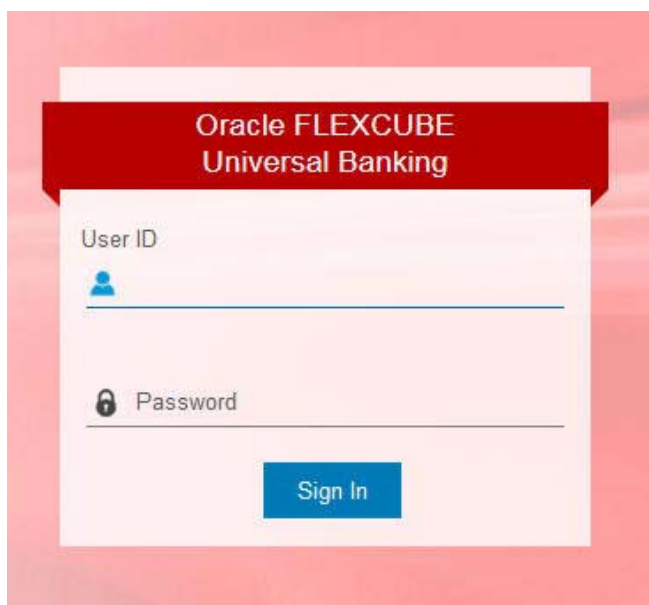 Oracle FLEXCUBE
Universal Banking
User ID
Password
Sign In